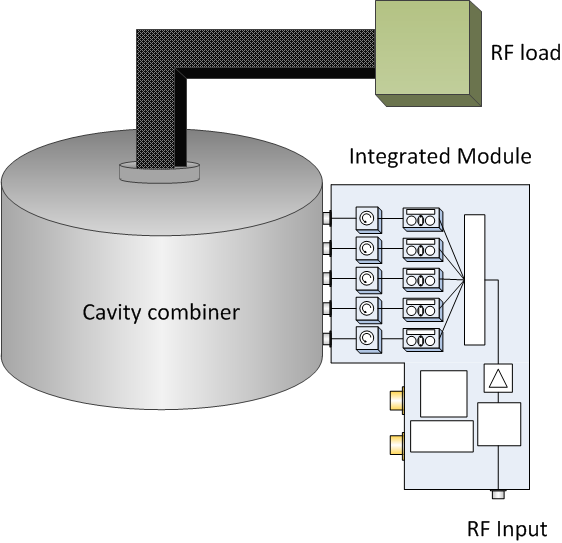 RF load
Integrated Module
Cavity combiner
RF Input